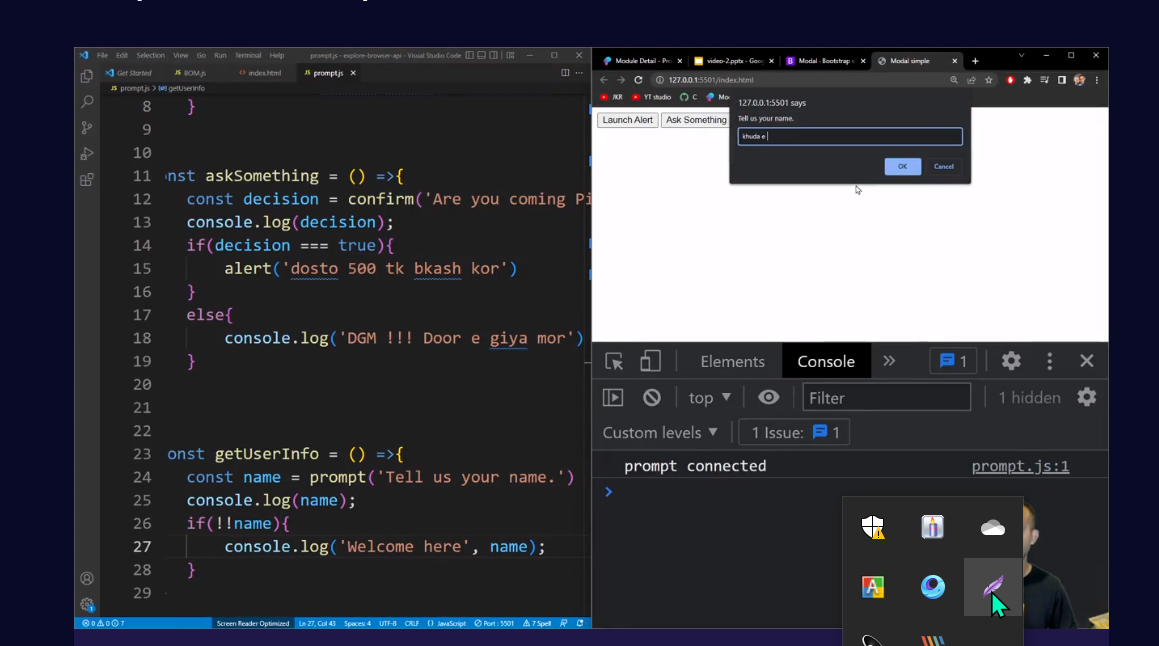 File Edit Selection View Go Run Terminal Help
prompt.js - explore-browser-api - Visual Studio Code
Get Started
BOM.js
index.html
prompt.js
prompt.js > getUserInfo
8 }
9
10
11 onst askSomething = () =>{
12 const decision = confirm('Are you coming Pi
13 console.log(decision);
14 if(decision === true){
15 alert('dosto 500 tk bkash kor')
16 }
17 else{
18 console.log('DGM !!! Door e giya mor')
19 }
20
21
22
23 onst getUserInfo = () =>{
24 const name = prompt('Tell us your name.')
25 console.log(name);
26 if(!!name){
27 console.log('Welcome here', name);
28 }
29
0 0 7
Screen Reader Optimized
Ln 27, Col 43
Spaces: 4
UTF-8
CRLF
JavaScript
Port : 5501
7 Spell
Module Detail - Pro
video-2.pptx - Goo
Modal · Bootstrap v
Modal simple
127.0.0.1:5501/index.html
JKR
YT studio
C
Mo
Launch Alert
Ask Something
127.0.0.1:5501 says
Tell us your name.
khuda e
OK
Cancel
Elements
Console
1
top
Filter
1 hidden
Custom levels
1 Issue: 1
prompt connected
prompt.js:1